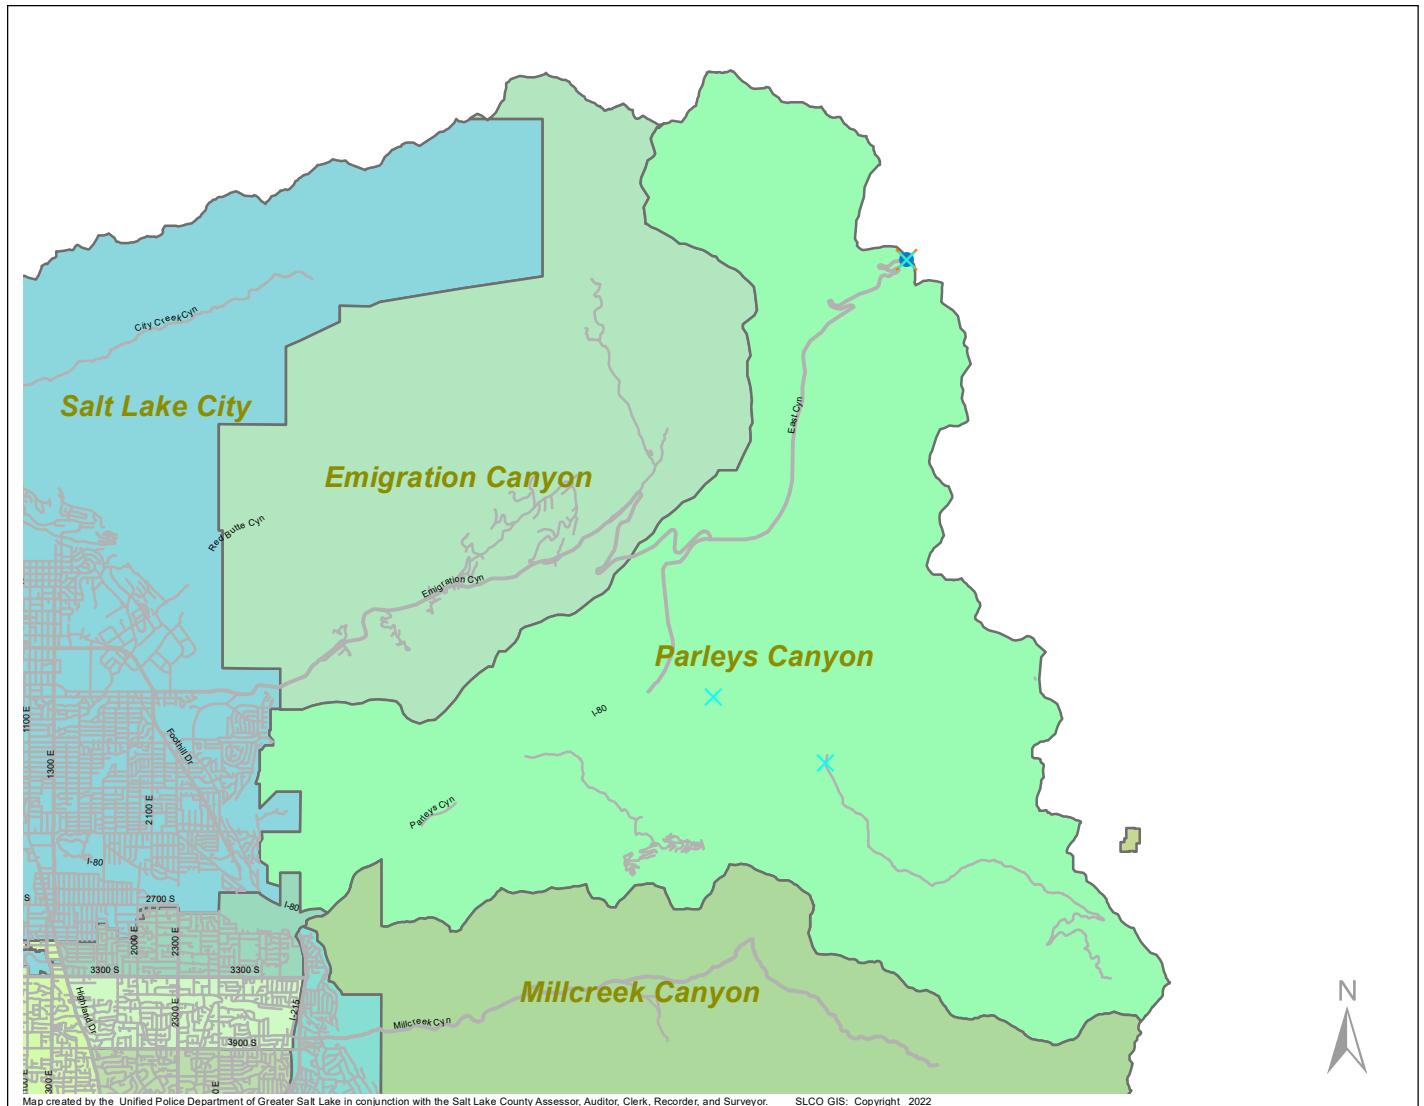 City Creek Cyn
Salt Lake City
East Cyn
Emigration Canyon
Red Butte Cyn
Emigration Cyn
Parleys Canyon
I-80
1100 E
Foothill Dr
1300 E
2100 E
Parleys Cyn
I-80
S
2700 S
I-80
2000 E
2300 E
3300 S
3300 S
Millcreek Canyon
N
Highland Dr
2300 E
I-215
Millcreek Cyn
3900 S
Map created by the Unified Police Department of Greater Salt Lake in conjunction with the Salt Lake County Assessor, Auditor, Clerk, Recorder, and Surveyor. SLCO GIS: Copyright 2022